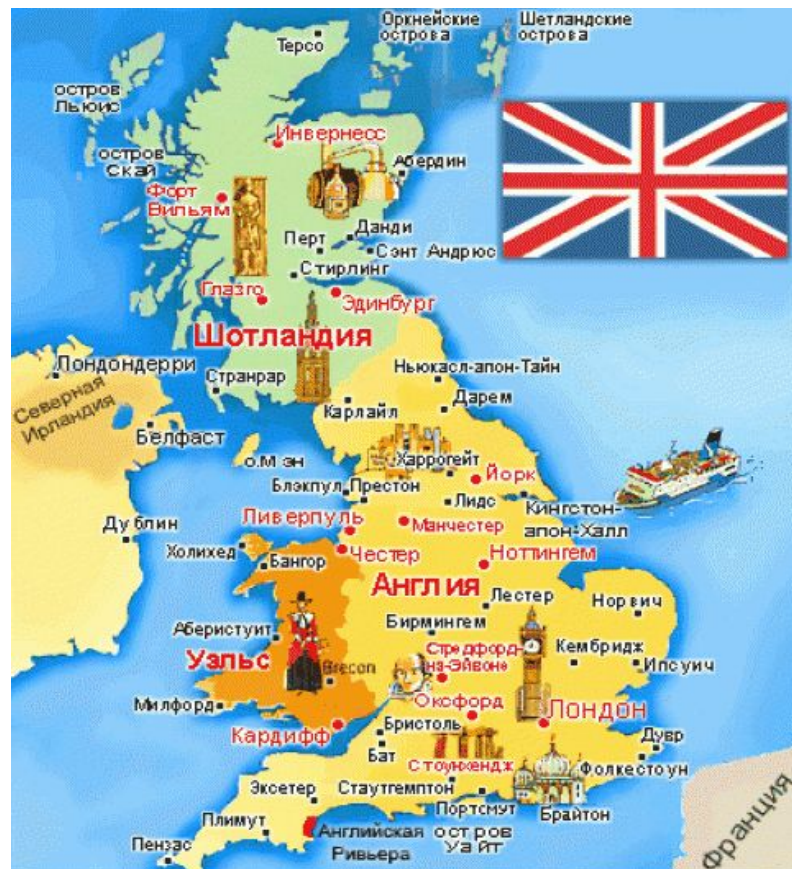 Оркнейские
острова
Шетландские
острова
Терсо
остров
Льюис
Инвернесс
остров
Скай
Абердин
Форт
Вильям
Данди
Перт
Сэнт Андрюс
Стирлинг
Глазго
Эдинбург
Шотландия
Лондондерри
Ньюкасл-апон-Тайн
Странрар
Северная
Ирландия
Дарем
Карлайл
Белфаст
о.Мэн
Харрогейт
Йорк
Блэкпул
Престон
Лидс
Кингстон-
апон-Халл
Ливерпуль
Манчестер
Дублин
Холихед
Честер
Ноттингем
Бангор
Англия
Лестер
Норвич
Аберистуит
Бирмингем
Стредфорд-
на-Эйвоне
Кембридж
Уэльс
Brecon
Ипсуич
Милфорд
Оксфорд
Лондон
Кардифф
Бристоль
Дувр
Бат
Стоунхендж
Фолкестоун
Эксетер
Стаутгемптон
Портсмут
Брайтон
Плимут
Английская
Ривьера
остров
Уайт
Пензас
Франция